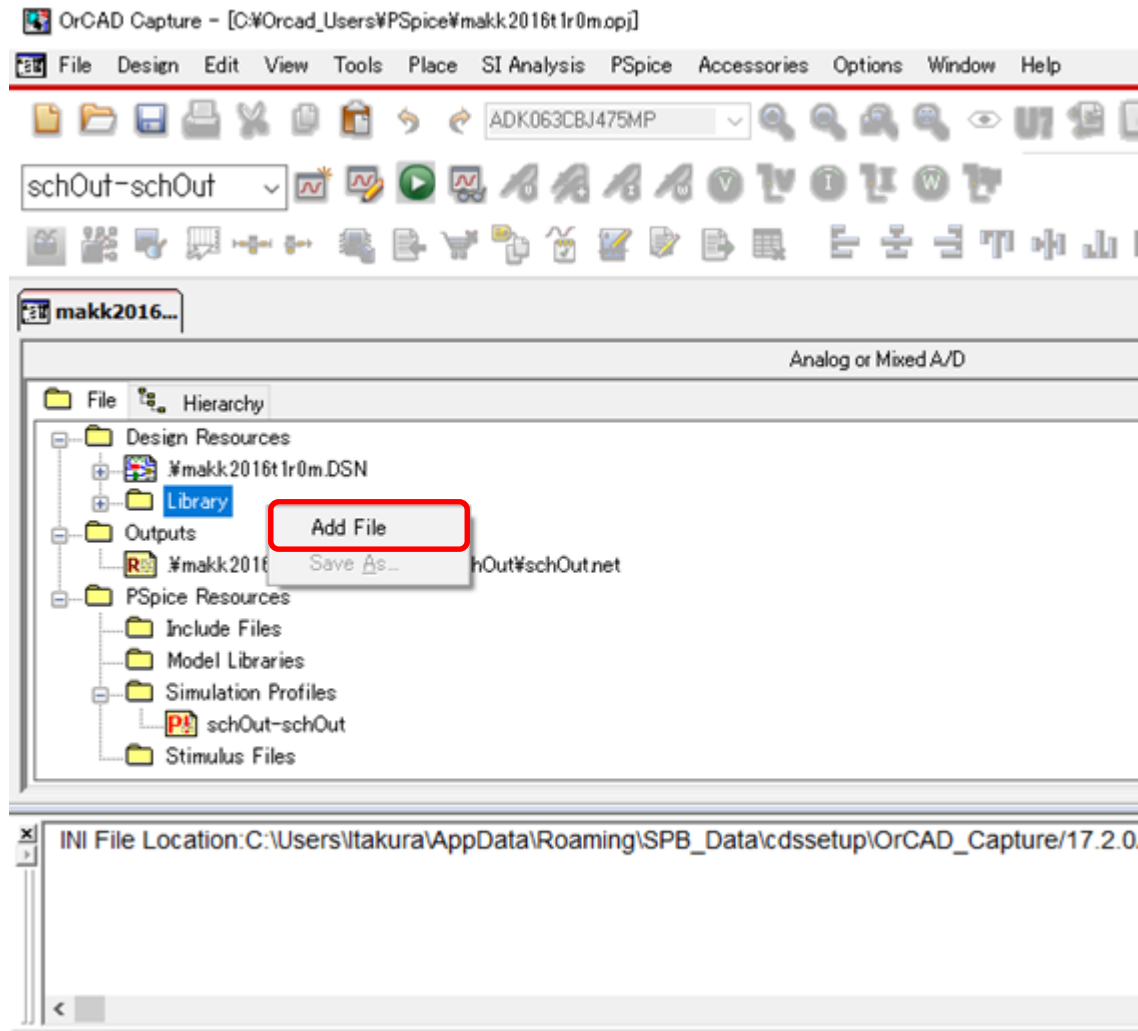 OrCAD Capture - [C:¥Orcad_Users¥PSpice¥makk2016t1r0m.opj]
File Design Edit View Tools Place SI Analysis PSpice Accessories Options Window Help
ADK063CBJ475MP
U?
schOut-schOut
V I W
makk2016...
Analog or Mixed A/D
File Hierarchy
Design Resources
.¥makk2016t1r0m.DSN
Library
Add File
Outputs
Save As...
.¥makk2016 hOut¥schOut.net
PSpice Resources
Include Files
Model Libraries
Simulation Profiles
schOut-schOut
Stimulus Files
INI File Location:C:\Users\Itakura\AppData\Roaming\SPB_Data\cdssetup\OrCAD_Capture/17.2.0